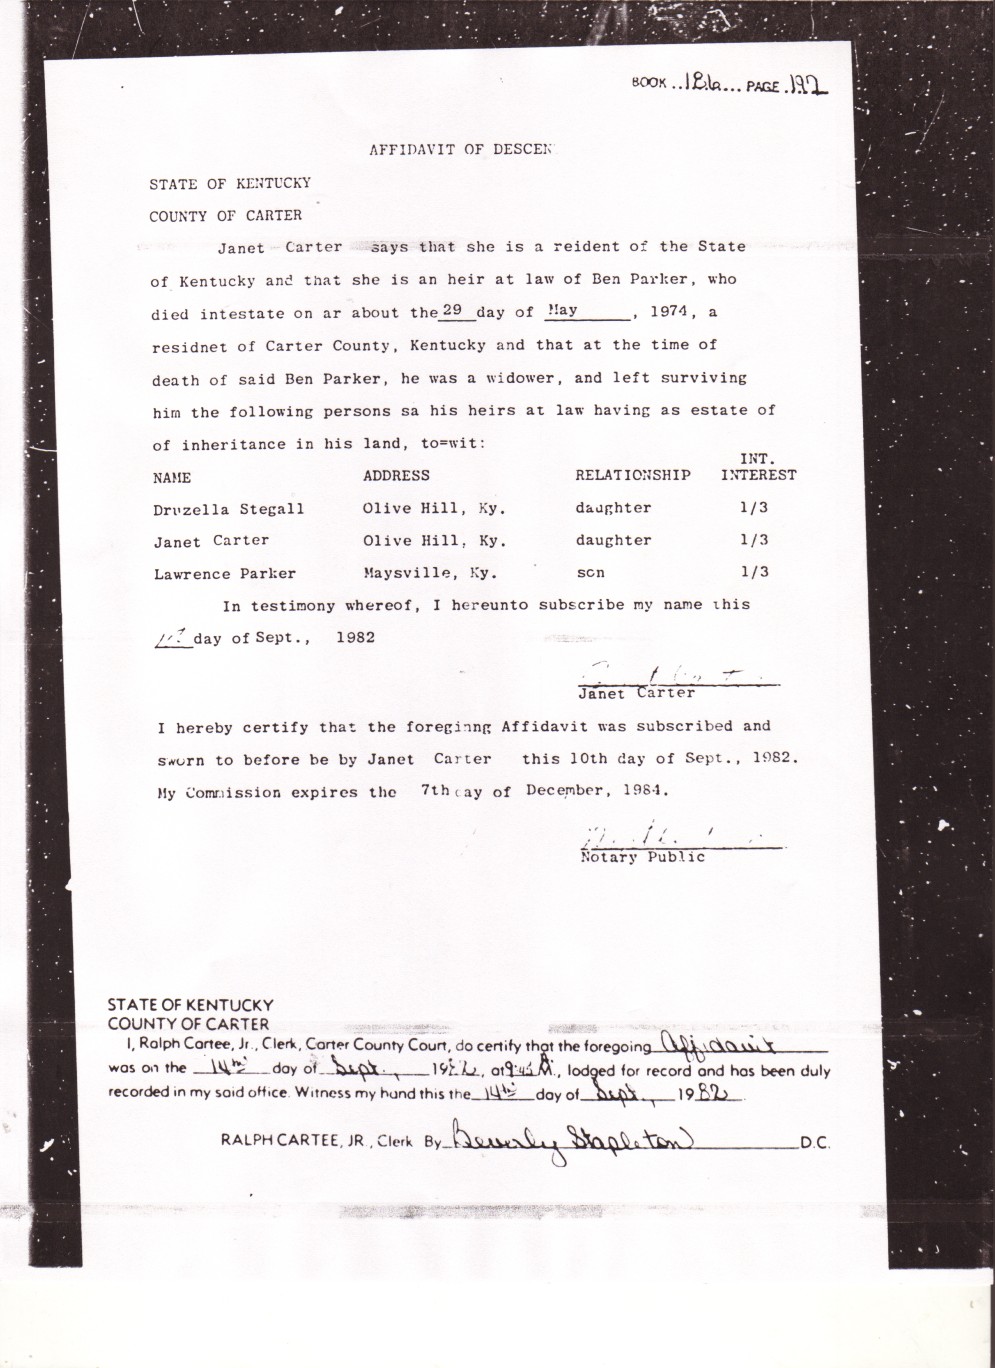 BOOK ..186... PAGE .192
AFFIDAVIT OF DESCEN
STATE OF KENTUCKY
COUNTY OF CARTER
Janet Carter says that she is a reident of the State
of Kentucky and that she is an heir at law of Ben Parker, who
died intestate on ar about the 29 day of May, 1974, a
residnet of Carter County, Kentucky and that at the time of
death of said Ben Parker, he was a widower, and left surviving
him the following persons sa his heirs at law having as estate of
of inheritance in his land, to=wit:
INT.
NAME ADDRESS RELATIONSHIP INTEREST
Druzella Stegall Olive Hill, Ky. daughter 1/3
Janet Carter Olive Hill, Ky. daughter 1/3
Lawrence Parker Maysville, Ky. son 1/3
In testimony whereof, I hereunto subscribe my name this
day of Sept., 1982
Janet Carter
I hereby certify that the foreginng Affidavit was subscribed and
sworn to before be by Janet Carter this 10th day of Sept., 1982.
My Commission expires the 7th day of December, 1984.
Notary Public
STATE OF KENTUCKY
COUNTY OF CARTER
I, Ralph Cartee, Jr., Clerk, Carter County Court, do certify that the foregoing Affidavit
was on the 14th day of Sept., 1982, at 9:45 A., lodged for record and has been duly
recorded in my said office. Witness my hand this the 14th day of Sept., 1982.
RALPH CARTEE, JR., Clerk By Beverly Stapleton D.C.